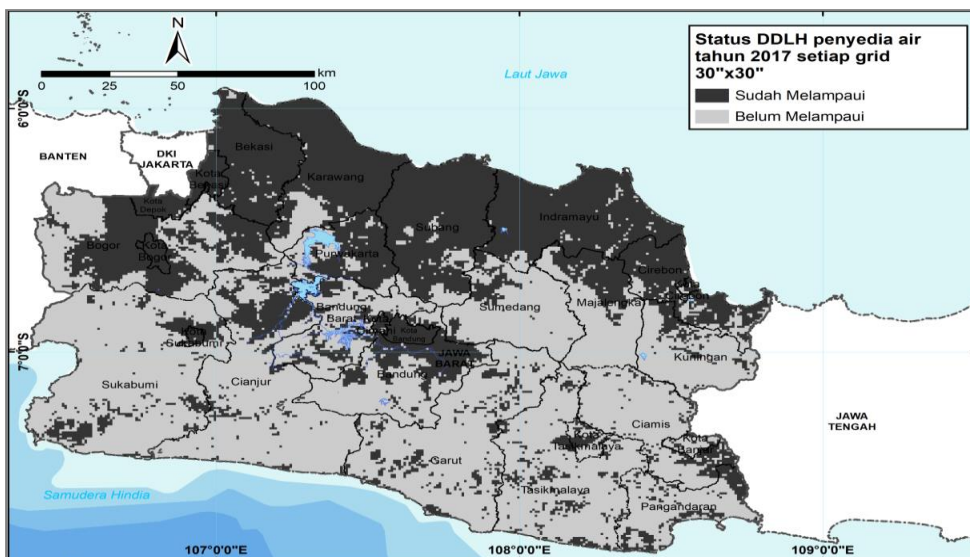 N
0 25 50 100
km
Status DDLH penyedia air
tahun 2017 setiap grid
30"x30"
Sudah Melampaui
Belum Melampaui
Laut Jawa
6°0'0"S
BANTEN
DKI
JAKARTA
Bekasi
Kota
Bekasi
Karawang
Kota
Depok
Subang
Indramayu
Bogor
Kota
Bogor
Purwakarta
Cirebon
Kota
Sumedang
Majalengka
Bandung
Barat
Kota
Bandung
Kota
Sukabumi
7°0'0"S
JAWA
BARAT
Kuningan
Sukabumi
Cianjur
Bandung
JAWA
TENGAH
Ciamis
Kota
Tasikmalaya
Kota
Banjar
Garut
Tasikmalaya
Pangandaran
Samudera Hindia
107°0'0"E
108°0'0"E
109°0'0"E